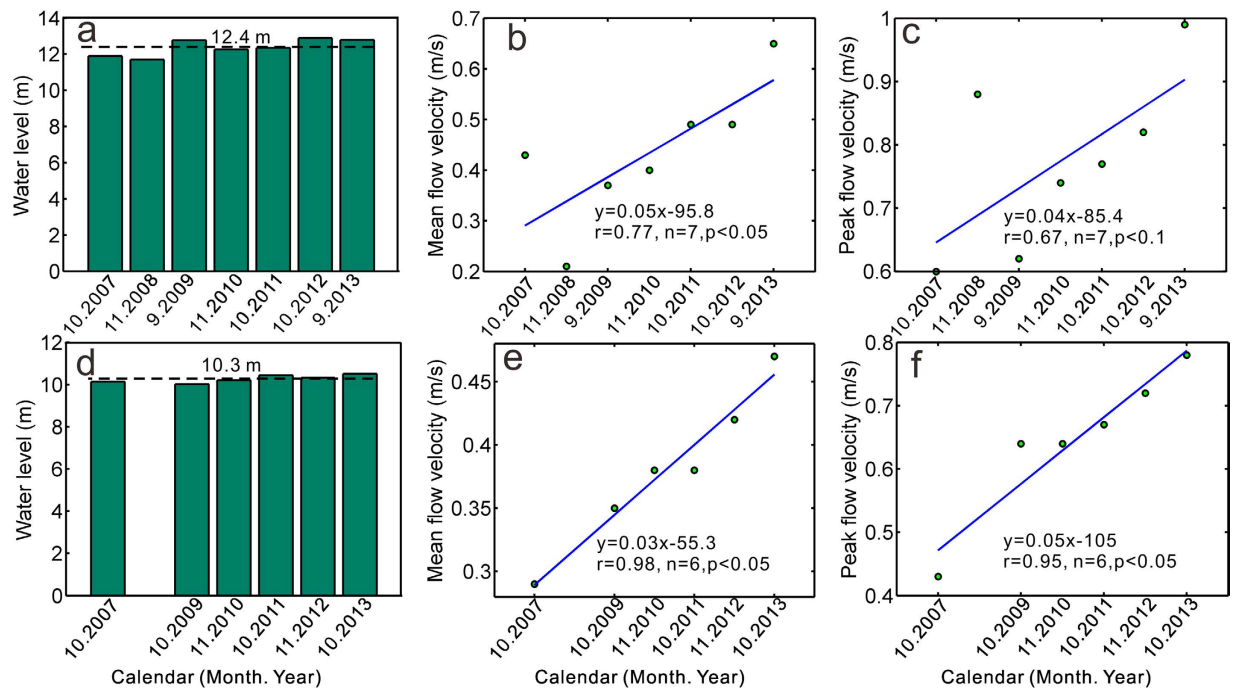 a
Water level (m)
14
12
10
8
6
4
2
0
12.4 m
10.2007
11.2008
9.2009
11.2010
10.2011
10.2012
9.2013
b
Mean flow velocity (m/s)
0.7
0.6
0.5
0.4
0.3
0.2
y=0.05x-95.8
r=0.77, n=7,p<0.05
10.2007
11.2008
9.2009
11.2010
10.2011
10.2012
9.2013
c
Peak flow velocity (m/s)
1
0.9
0.8
0.7
0.6
y=0.04x-85.4
r=0.67, n=7,p<0.1
10.2007
11.2008
9.2009
11.2010
10.2011
10.2012
9.2013
d
Water level (m)
12
10
8
6
4
2
0
10.3 m
10.2007
10.2009
11.2010
10.2011
11.2012
10.2013
Calendar (Month. Year)
e
Mean flow velocity (m/s)
0.45
0.4
0.35
0.3
y=0.03x-55.3
r=0.98, n=6,p<0.05
10.2007
10.2009
11.2010
10.2011
11.2012
10.2013
Calendar (Month. Year)
f
Peak flow velocity (m/s)
0.8
0.7
0.6
0.5
0.4
y=0.05x-105
r=0.95, n=6,p<0.05
10.2007
10.2009
11.2010
10.2011
11.2012
10.2013
Calendar (Month. Year)